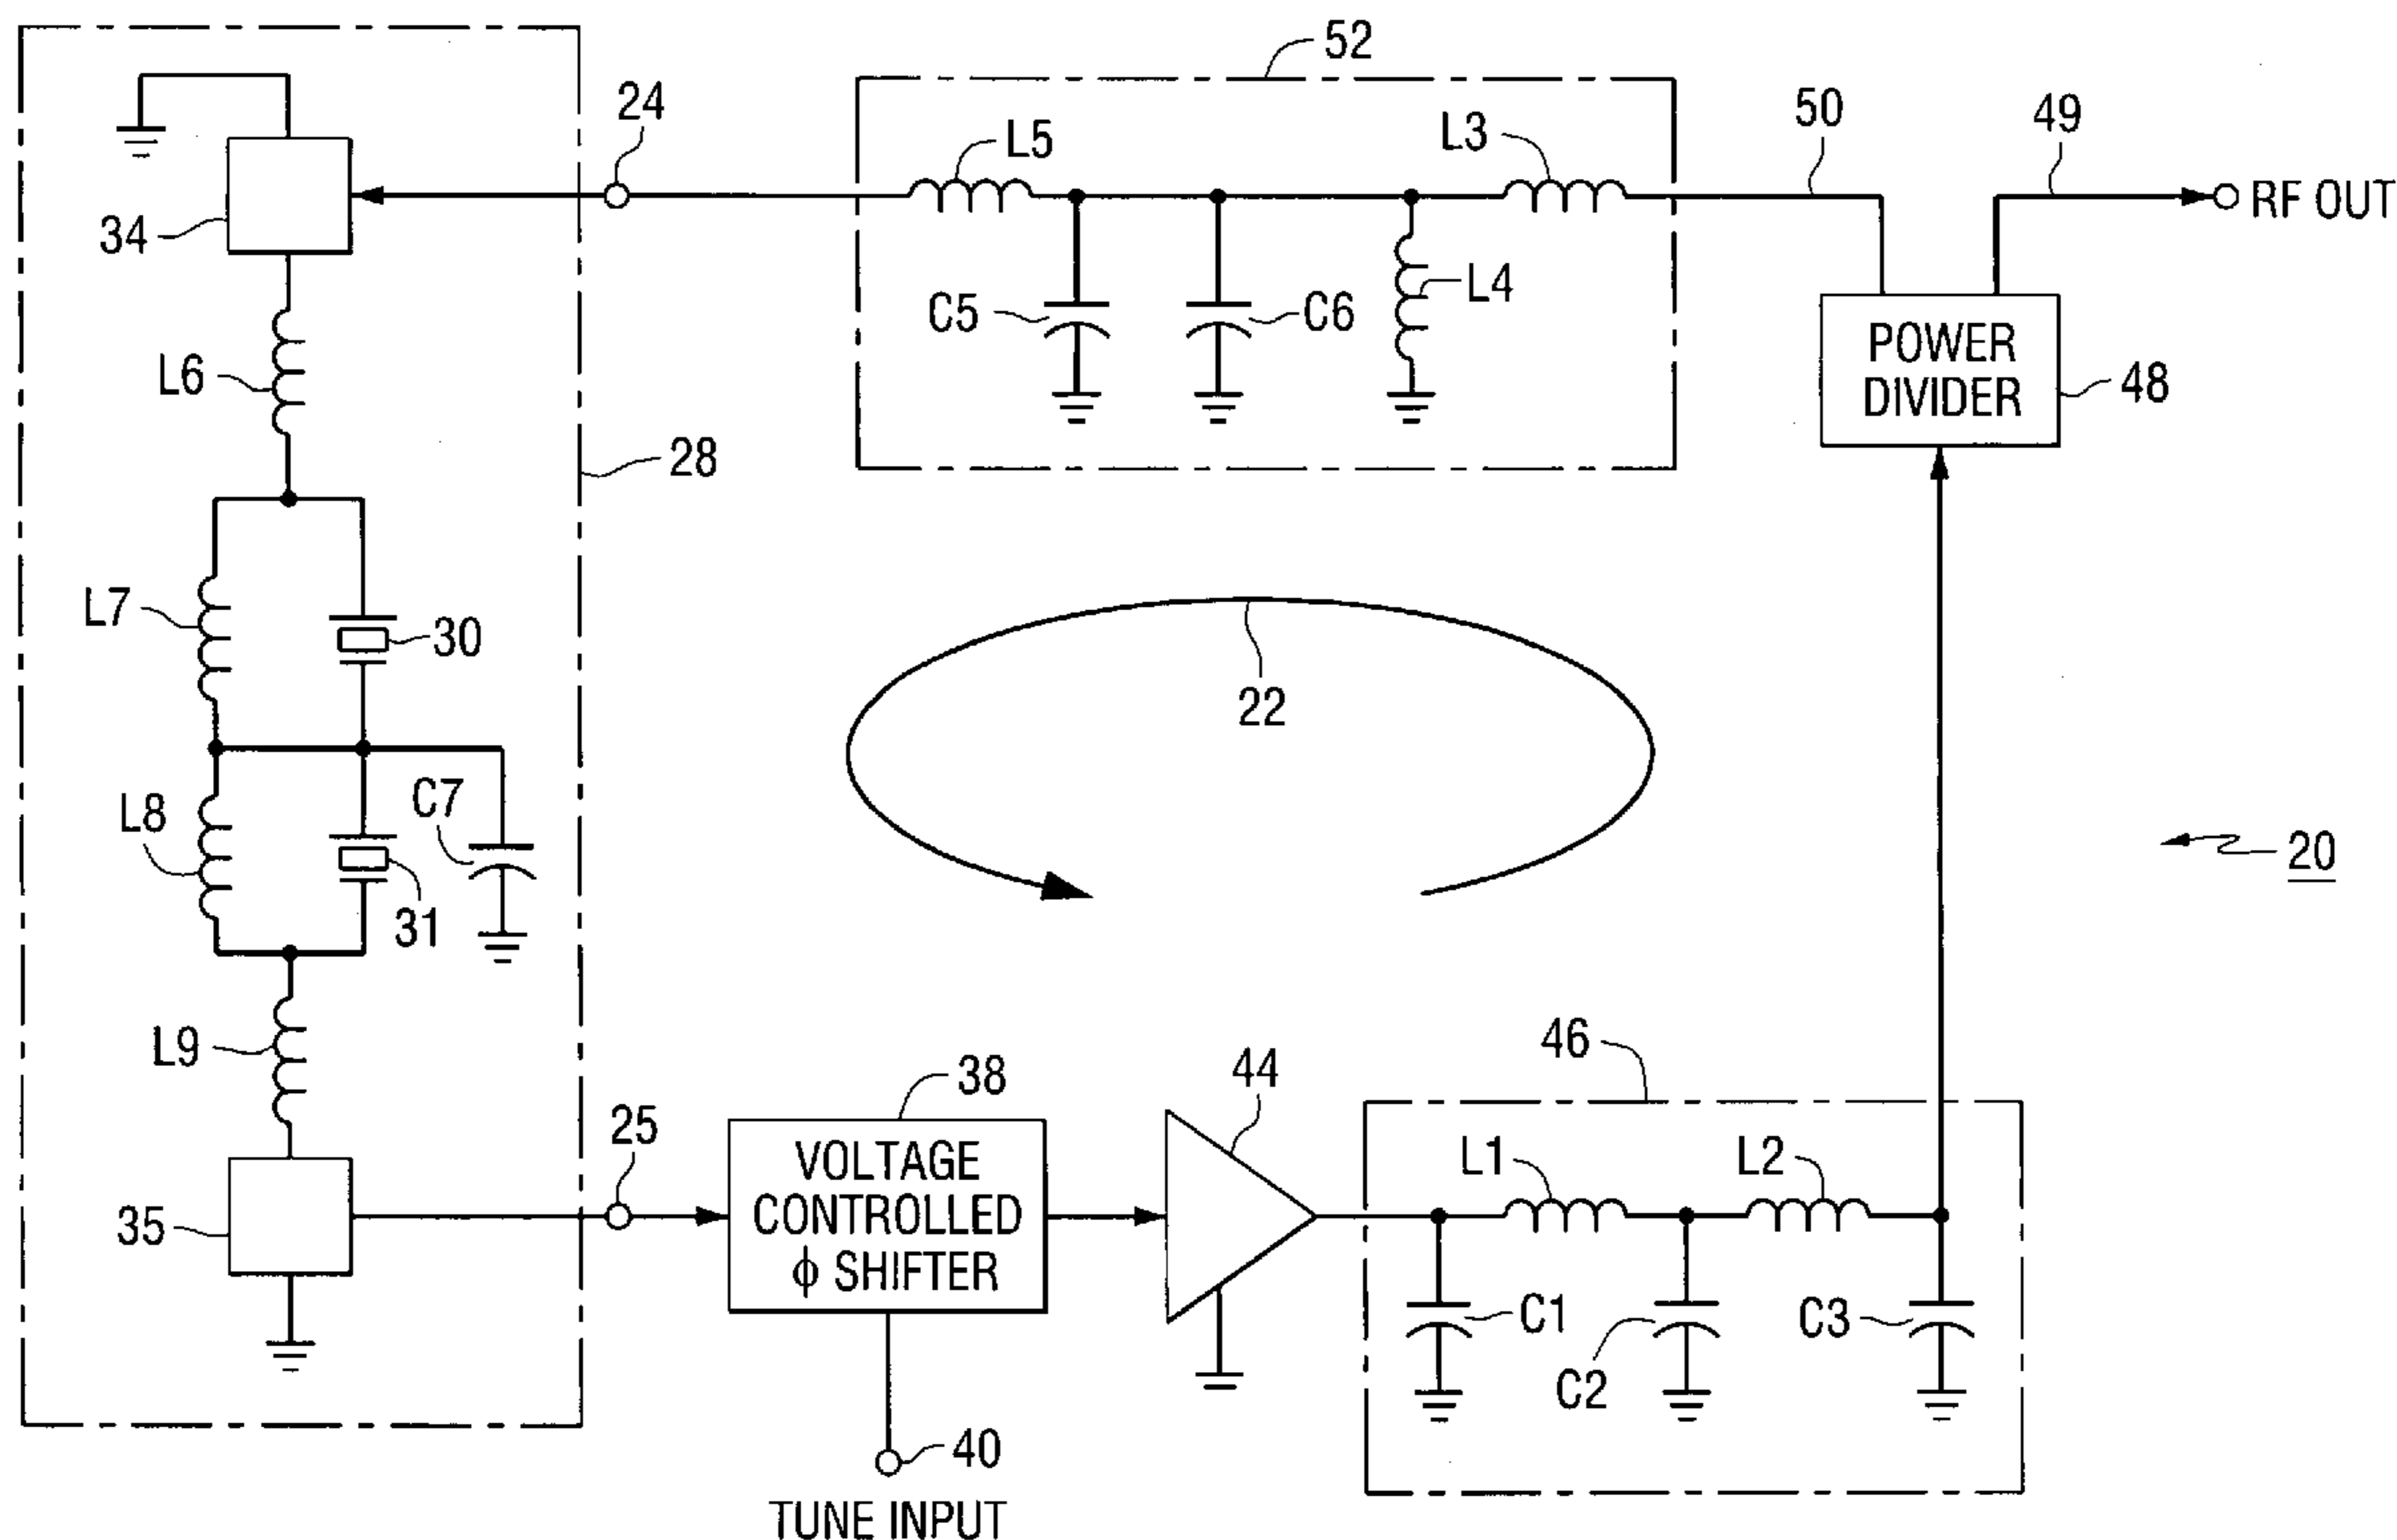 52
24
L5
L3
50
49
RF OUT
34
C5
C6
L4
POWER
DIVIDER
48
L6
28
L7
30
22
L8
C7
31
20
L9
25
38
44
46
VOLTAGE
CONTROLLED
ϕ SHIFTER
L1
L2
35
C1
C2
C3
40
TUNE INPUT